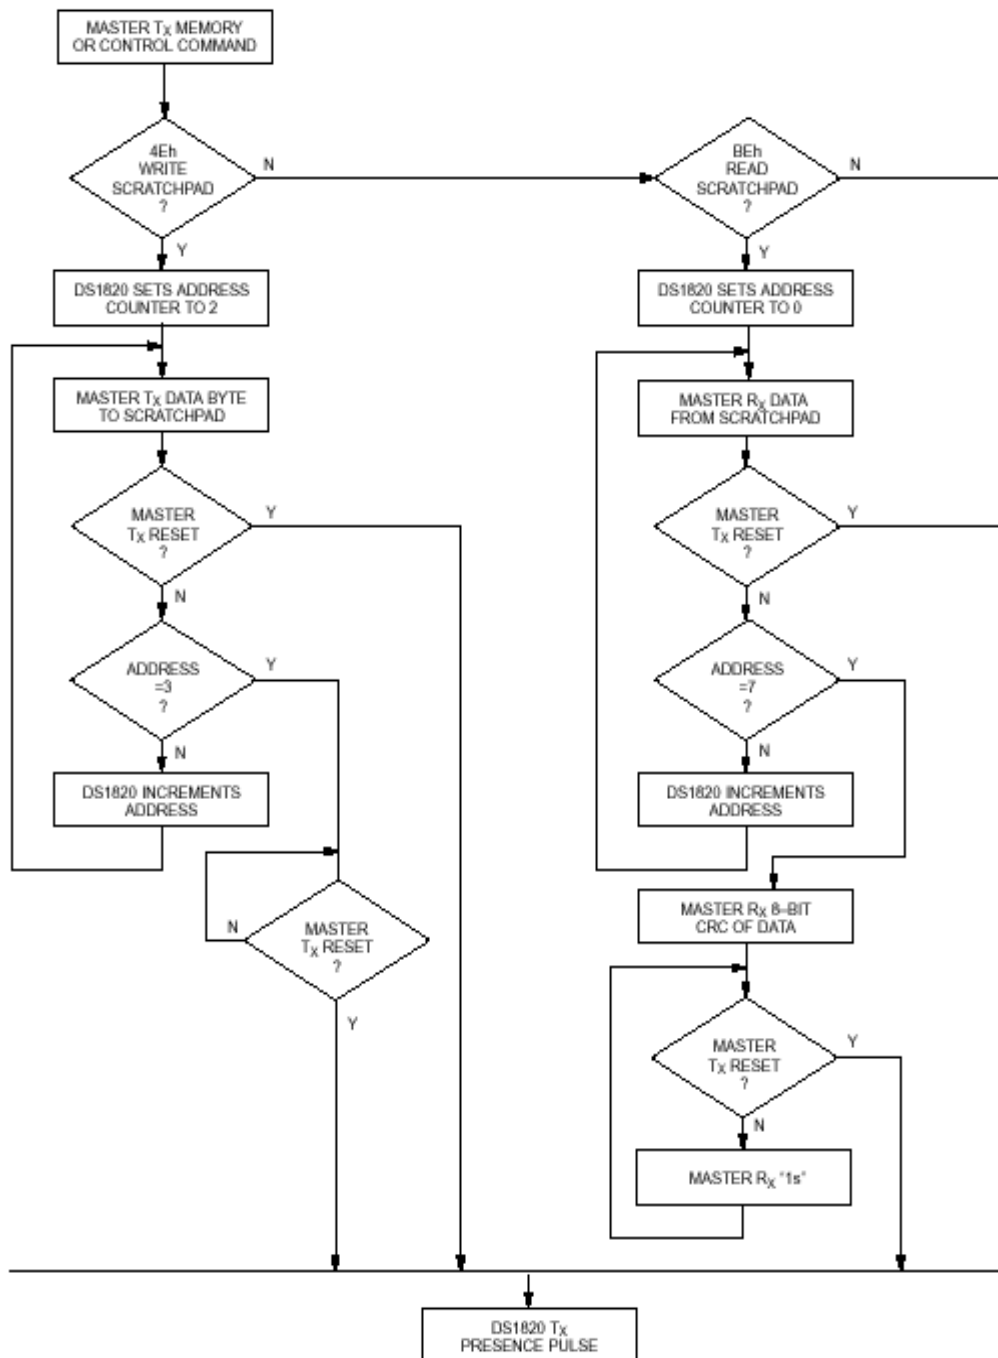 MASTER TX MEMORY
OR CONTROL COMMAND
4Eh
WRITE
SCRATCHPAD
?
N
Y
DS1820 SETS ADDRESS
COUNTER TO 2
MASTER TX DATA BYTE
TO SCRATCHPAD
MASTER
TX RESET
?
Y
N
ADDRESS
=3
?
Y
N
DS1820 INCREMENTS
ADDRESS
MASTER
TX RESET
?
N
Y
BEh
READ
SCRATCHPAD
?
N
Y
DS1820 SETS ADDRESS
COUNTER TO 0
MASTER RX DATA
FROM SCRATCHPAD
MASTER
TX RESET
?
Y
N
ADDRESS
=7
?
Y
N
DS1820 INCREMENTS
ADDRESS
MASTER RX 8–BIT
CRC OF DATA
MASTER
TX RESET
?
Y
N
MASTER RX "1s"
DS1820 TX
PRESENCE PULSE